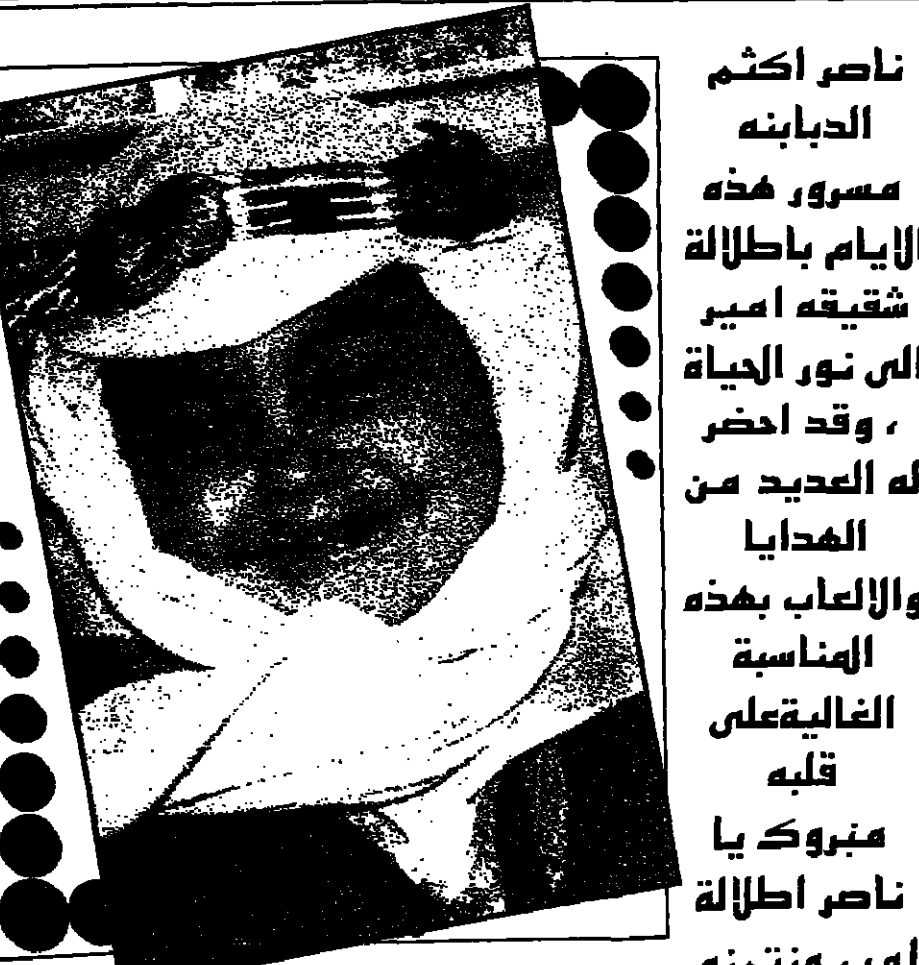 ناصر اكثم
الدبابنه
مسرور هذه
الايام باطلالة
شقيقه امير
الى نور الحياة
، وقد احضر
له العديد من
الهدايا
والالعاب بهذه
المناسبة
الغاليةعلى
قلبه
مبروك يا
ناصر اطلالة